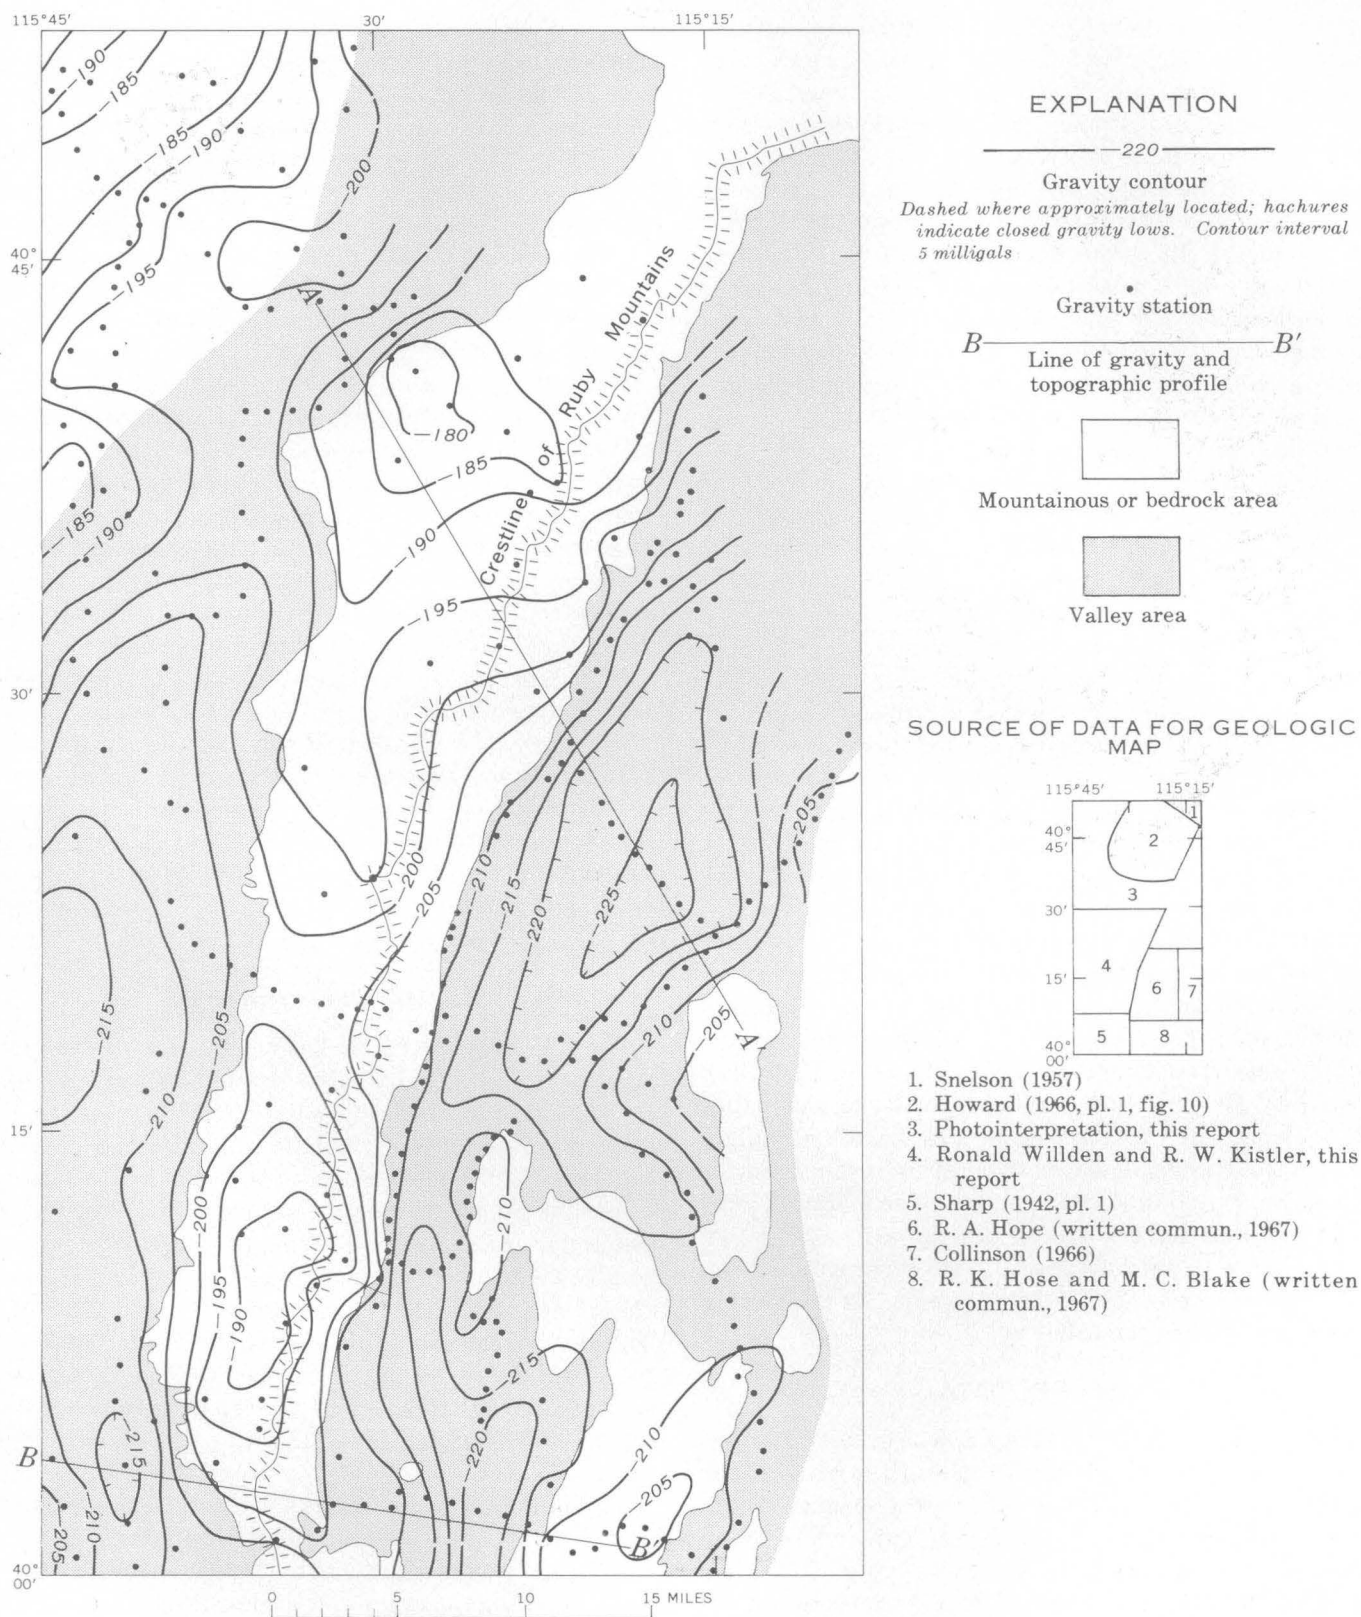 115°45′ 30′ 115°15′
-190
-185
-185
-190
-200
40°
45′
-195
A
Mountains
Ruby
of
Crestline
-180
-185
-185
-190
-190
-195
30′
-205
-200
-205
-210
-215
-220
-225
-215
-205
-210
-205
A′
-210
15′
-200
-210
-195
-190
-215
-210
B
-215
-220
-205
-210
-205
B′
40°
00′
0 5 10 15 MILES
EXPLANATION
-220
Gravity contour
Dashed where approximately located; hachures
indicate closed gravity lows. Contour interval
5 milligals
Gravity station
B B′
Line of gravity and
topographic profile
Mountainous or bedrock area
Valley area
SOURCE OF DATA FOR GEOLOGIC
MAP
115°45′ 115°15′
40°
45′
1
2
3
30′
4
15′
6 7
5 8
40°
00′
1. Snelson (1957)
2. Howard (1966, pl. 1, fig. 10)
3. Photointerpretation, this report
4. Ronald Willden and R. W. Kistler, this
report
5. Sharp (1942, pl. 1)
6. R. A. Hope (written commun., 1967)
7. Collinson (1966)
8. R. K. Hose and M. C. Blake (written
commun., 1967)